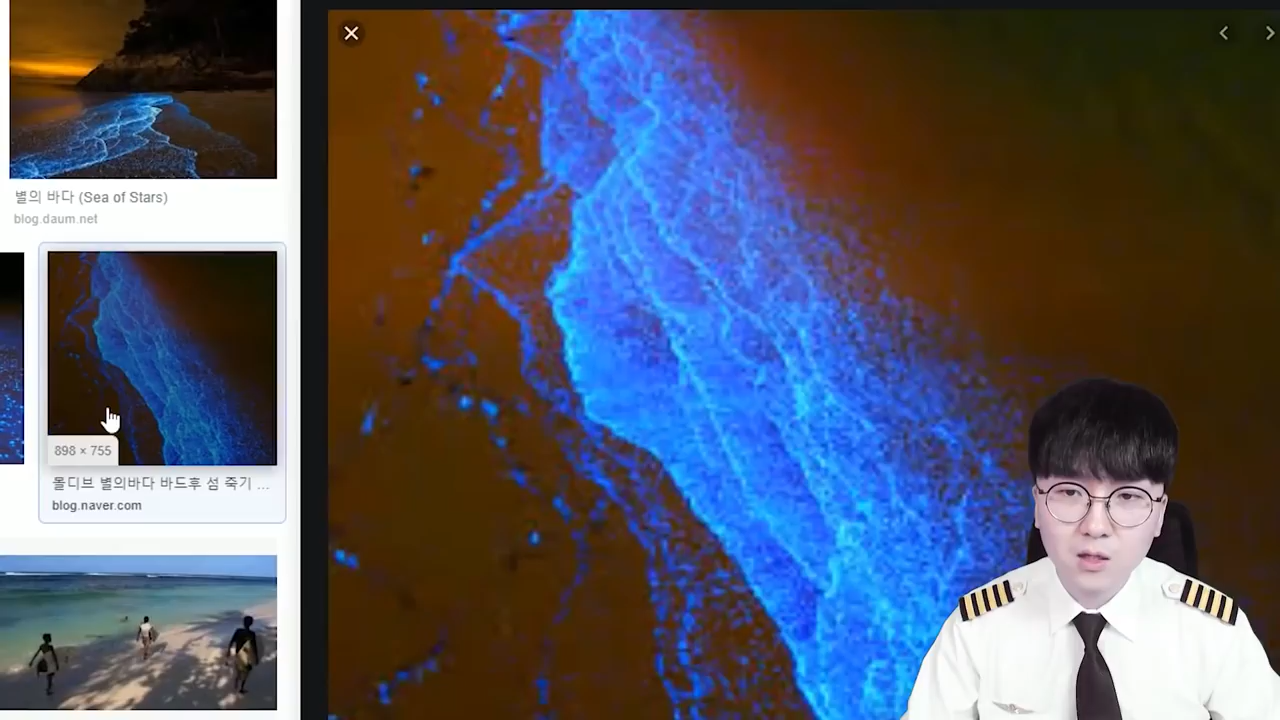 별의 바다 (Sea of Stars)
blog.daum.net
898 × 755
몰디브 별의바다 바드후 섬 죽기 ...
blog.naver.com